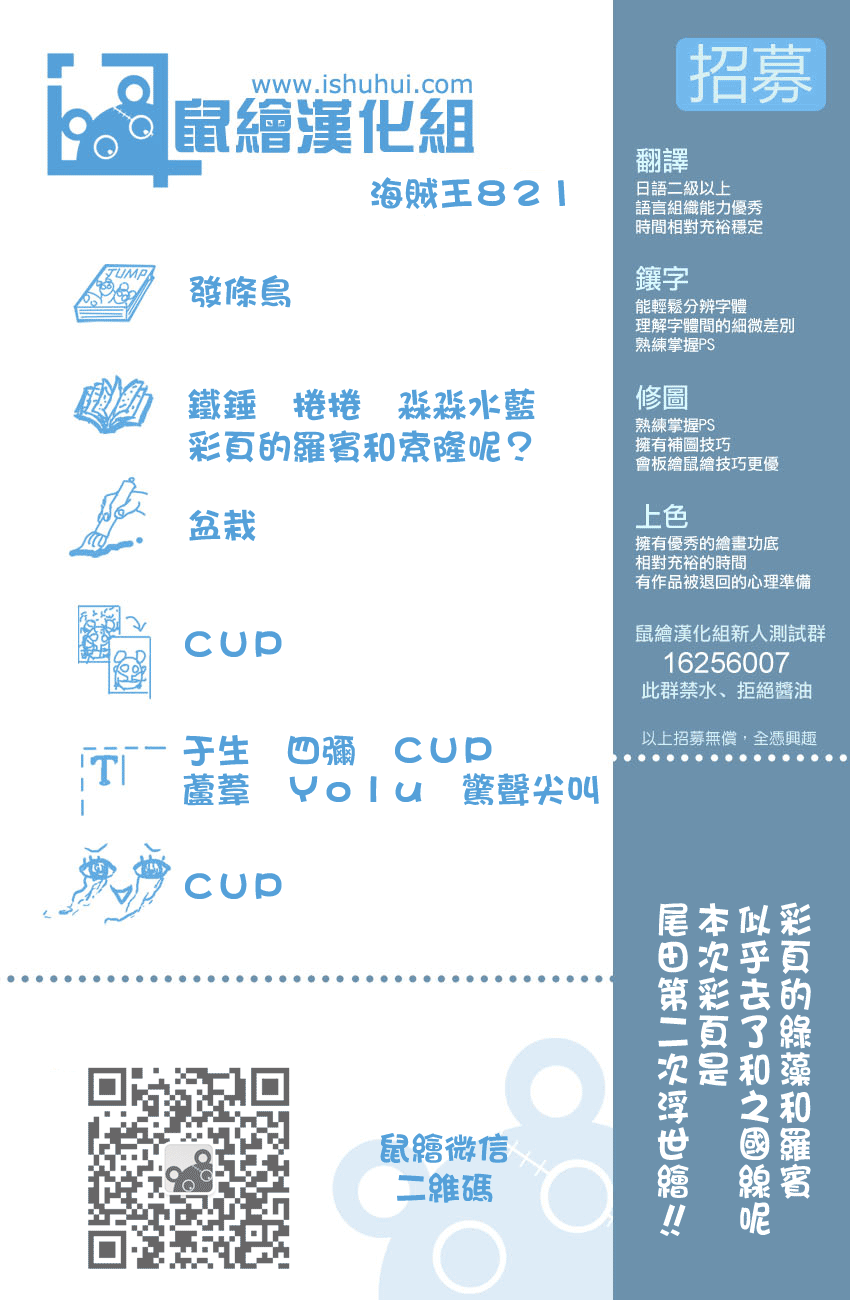 www.ishuhui.com
鼠繪漢化組
海賊王821
JUMP
發條鳥
鐵錘 捲捲 淼淼水藍
彩頁的羅賓和索隆呢？
盆栽
cup
T
于生 四彌 cup
蘆葦 Yolu 驚聲尖叫
cup
鼠繪微信
二維碼
招募
翻譯
日語二級以上
語言組織能力優秀
時間相對充裕穩定
鑲字
能輕鬆分辨字體
理解字體間的細微差別
熟練掌握PS
修圖
熟練掌握PS
擁有補圖技巧
會板繪鼠繪技巧更優
上色
擁有優秀的繪畫功底
相對充裕的時間
有作品被退回的心理準備
鼠繪漢化組新人測試群
16256007
此群禁水、拒絕醬油
以上招募無償，全憑興趣
彩頁的綠藻和羅賓
似乎去了和之國線呢
本次彩頁是
尾田第二次浮世繪!!